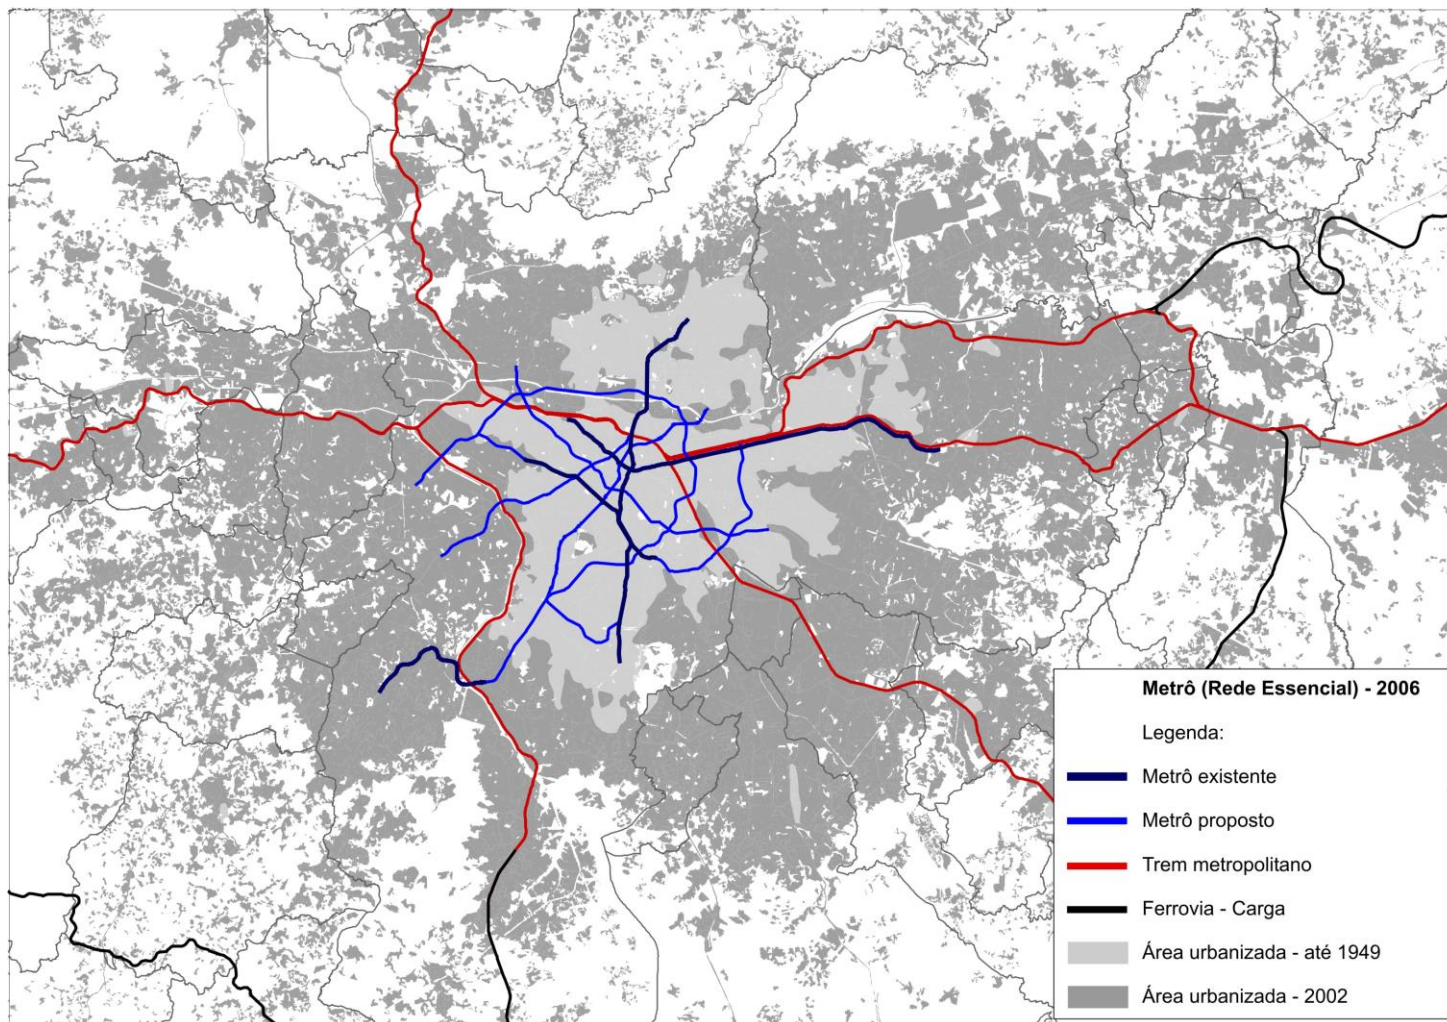 Metrô (Rede Essencial) - 2006
Legenda:
Metrô existente
Metrô proposto
Trem metropolitano
Ferrovia - Carga
Área urbanizada - até 1949
Área urbanizada - 2002